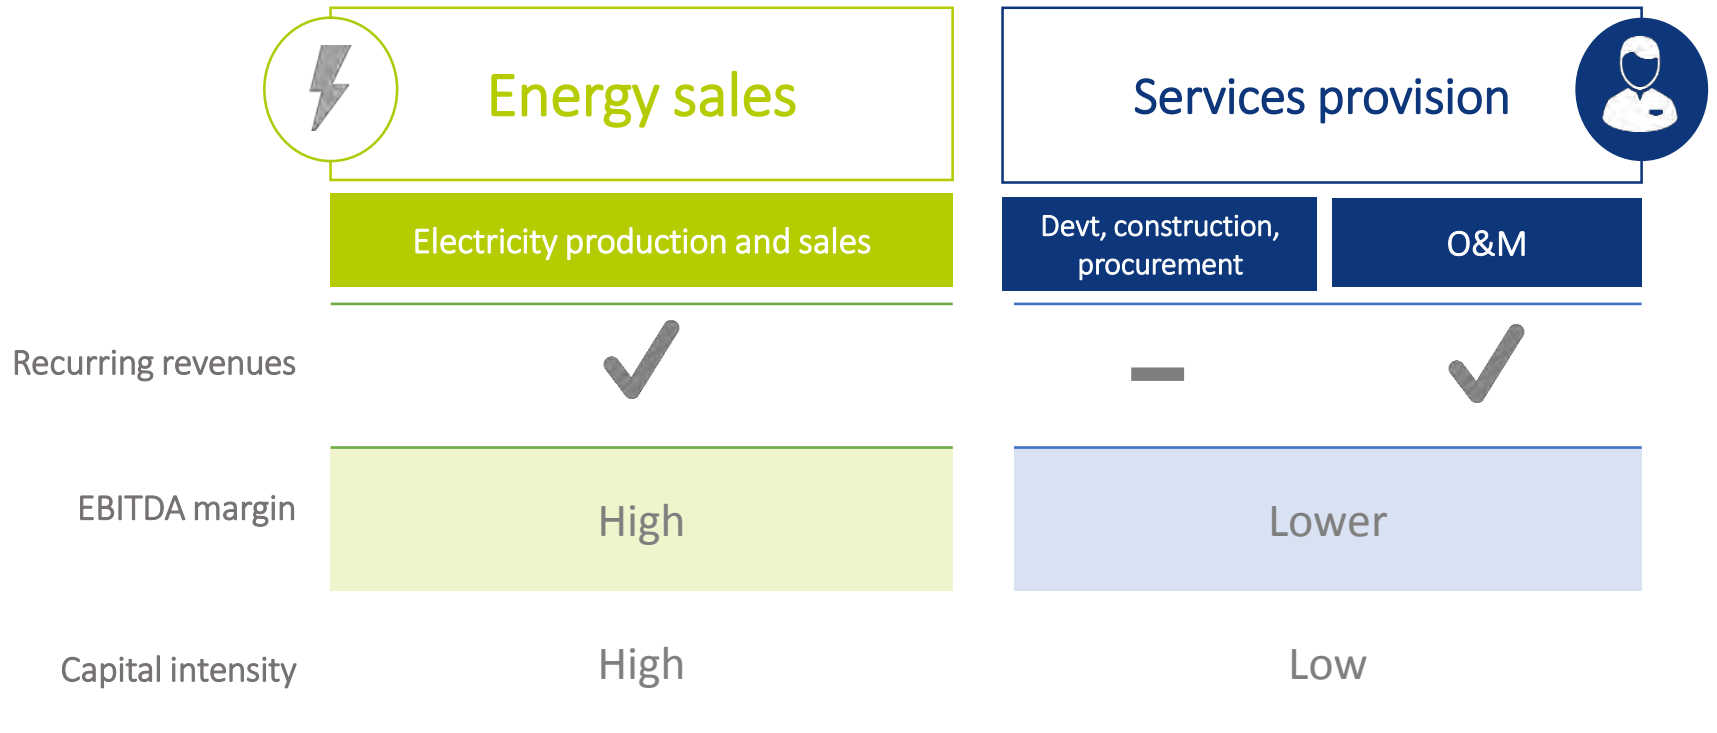 Energy sales
Services provision
Electricity production and sales
Devt, construction,
procurement
O&M
Recurring revenues
EBITDA margin
High
Lower
Capital intensity
High
Low